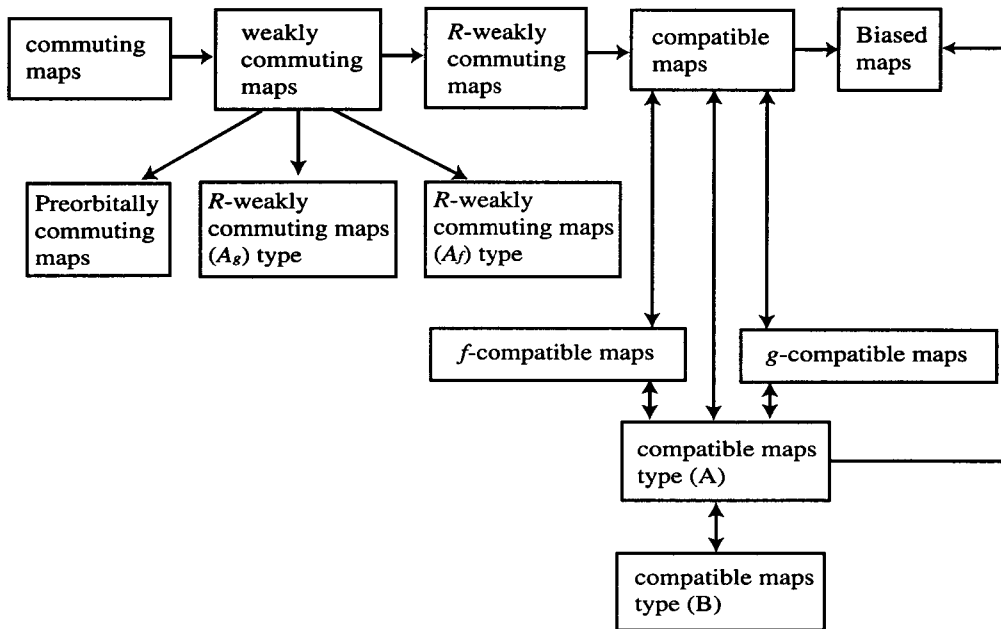 commuting
maps
weakly
commuting
maps
R-weakly
commuting
maps
compatible
maps
Biased
maps
Preorbitally
commuting
maps
R-weakly
commuting maps
(Ag) type
R-weakly
commuting maps
(Af) type
f-compatible maps
g-compatible maps
compatible maps
type (A)
compatible maps
type (B)